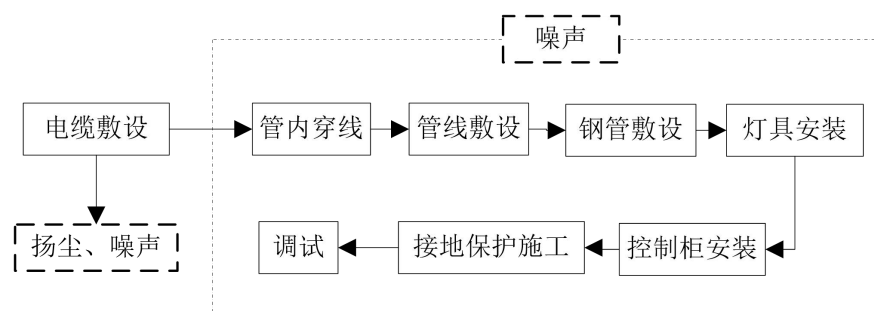 噪声
电缆敷设
管内穿线
管线敷设
钢管敷设
灯具安装
扬尘、噪声
调试
接地保护施工
控制柜安装